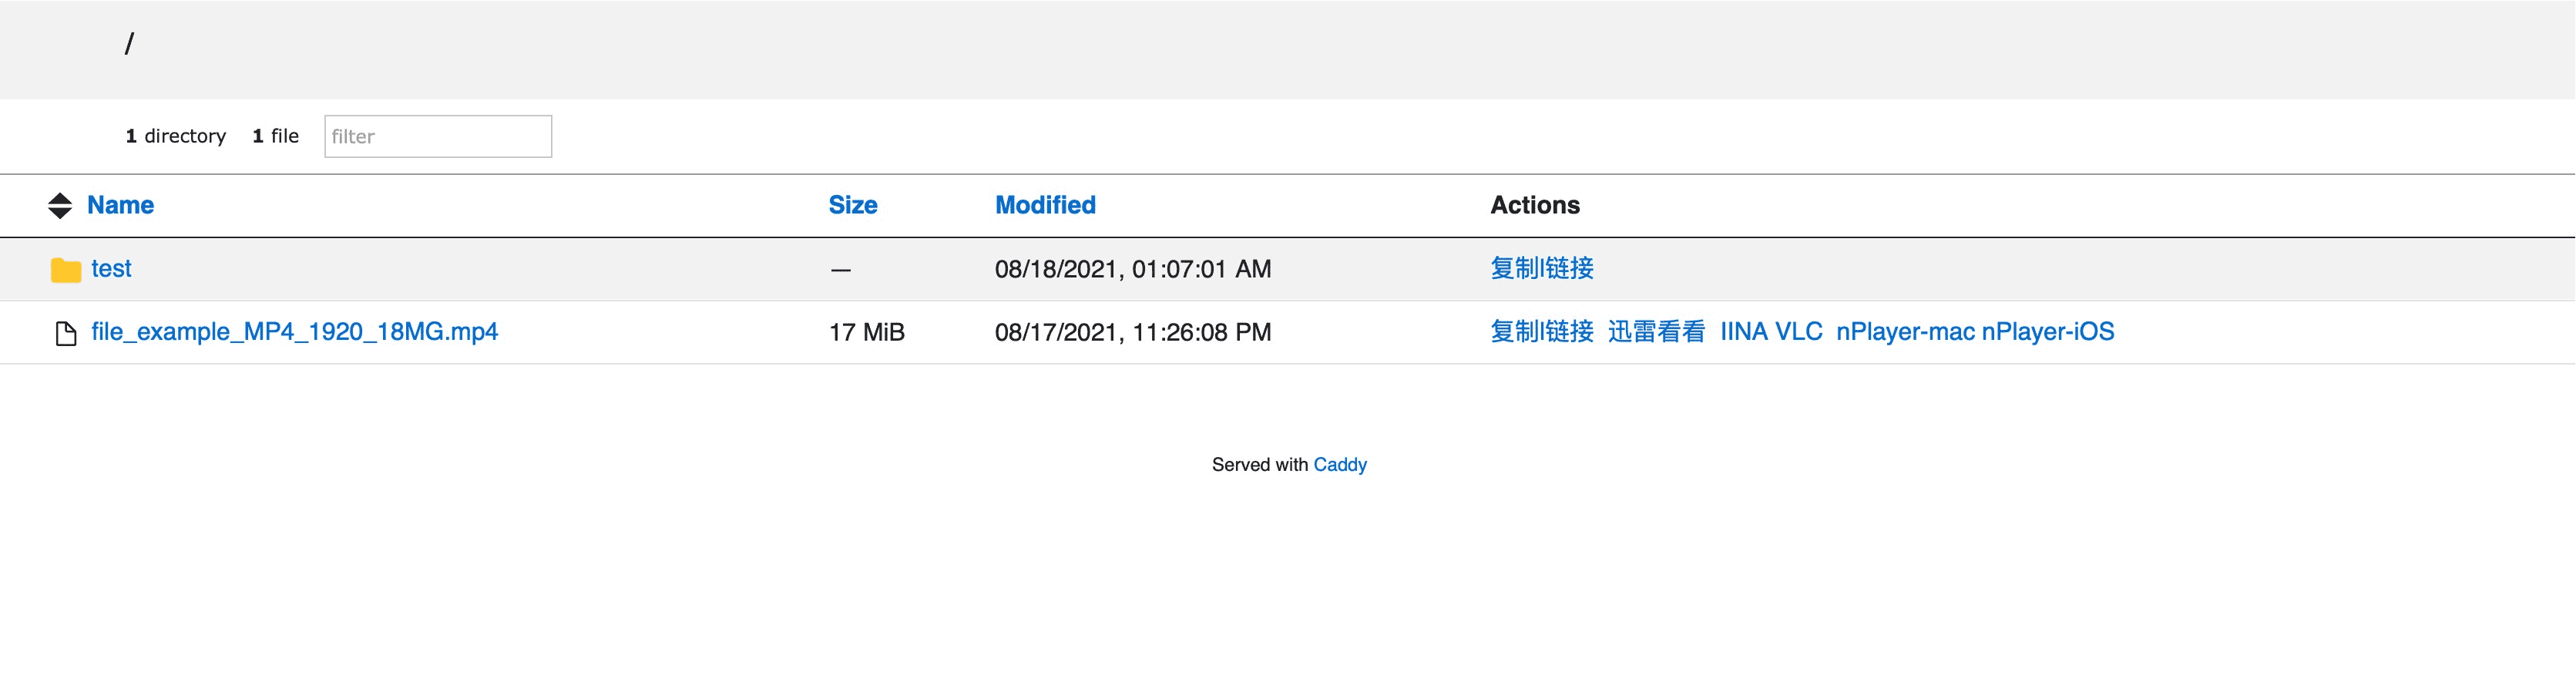 /
1 directory 1 file filter
Name Size Modified Actions
test — 08/18/2021, 01:07:01 AM 复制l链接
file_example_MP4_1920_18MG.mp4 17 MiB 08/17/2021, 11:26:08 PM 复制l链接 迅雷看看 IINA VLC nPlayer-mac nPlayer-iOS
Served with Caddy